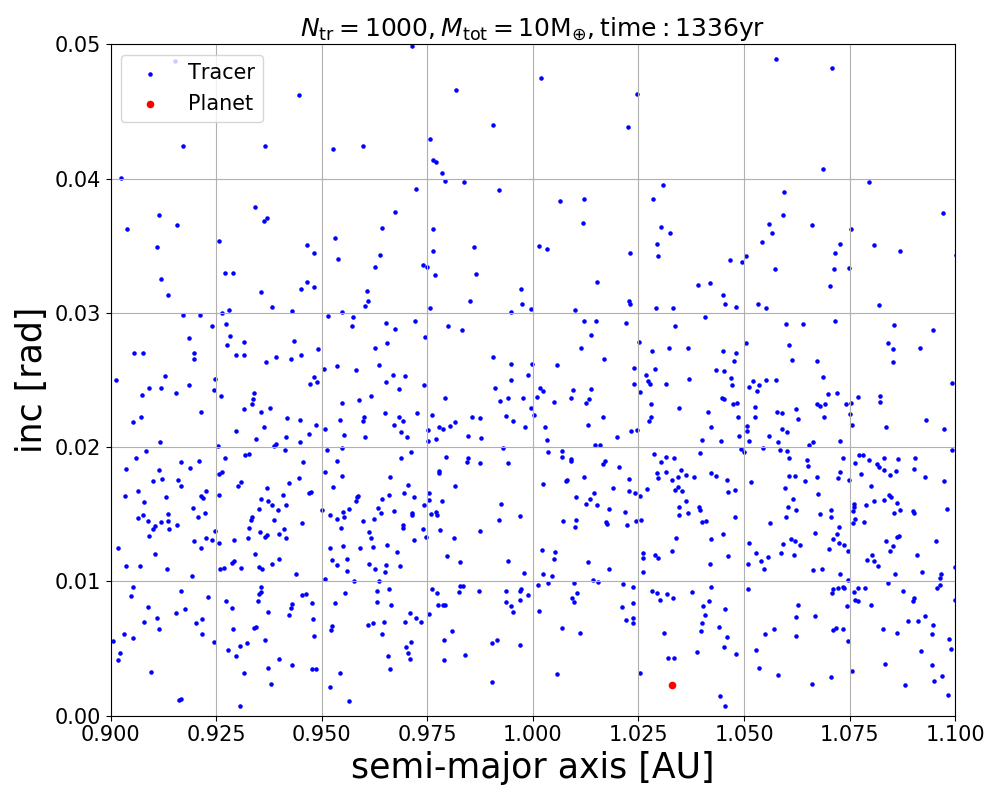 N_tr = 1000, M_tot = 10M_⊕, time : 1336yr
Tracer
Planet
inc [rad]
0.05
0.04
0.03
0.02
0.01
0.00
0.900 0.925 0.950 0.975 1.000 1.025 1.050 1.075 1.100
semi-major axis [AU]